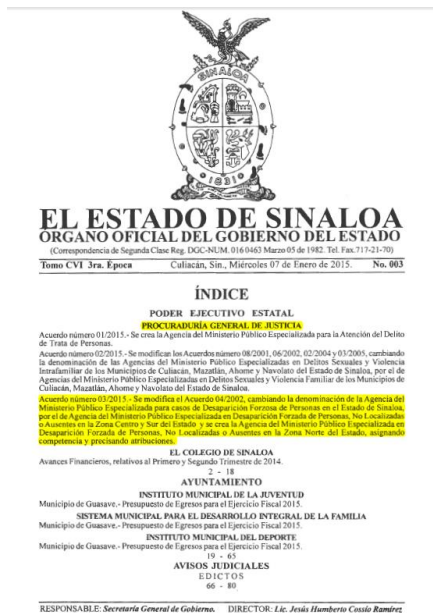 SINALOA
1831
EL ESTADO DE SINALOA
ÓRGANO OFICIAL DEL GOBIERNO DEL ESTADO
(Correspondencia de Segunda Clase Reg. DGC-NUM. 016 0463 Marzo 05 de 1982. Tel. Fax.717-21-70)
Tomo CVI 3ra. Época Culiacán, Sin., Miércoles 07 de Enero de 2015. No. 003
ÍNDICE
PODER EJECUTIVO ESTATAL
PROCURADURÍA GENERAL DE JUSTICIA
Acuerdo número 01/2015.- Se crea la Agencia del Ministerio Público Especializada para la Atención del Delito
de Trata de Personas.
Acuerdo número 02/2015.- Se modifican los Acuerdos número 08/2001, 06/2002, 02/2004 y 03/2005, cambiando
la denominación de las Agencias del Ministerio Público Especializadas en Delitos Sexuales y Violencia
Intrafamiliar de los Municipios de Culiacán, Mazatlán, Ahome y Navolato del Estado de Sinaloa, por el de
Agencias del Ministerio Público Especializadas en Delitos Sexuales y Violencia Familiar de los Municipios de
Culiacán, Mazatlán, Ahome y Navolato del Estado de Sinaloa.
Acuerdo número 03/2015.- Se modifica el Acuerdo 04/2002, cambiando la denominación de la Agencia del
Ministerio Público Especializada para casos de Desaparición Forzosa de Personas en el Estado de Sinaloa,
por el de Agencia del Ministerio Público Especializada en Desaparición Forzada de Personas, No Localizadas
o Ausentes en la Zona Centro y Sur del Estado y se crea la Agencia del Ministerio Público Especializada en
Desaparición Forzada de Personas, No Localizadas o Ausentes en la Zona Norte del Estado, asignando
competencia y precisando atribuciones.
EL COLEGIO DE SINALOA
Avances Financieros, relativos al Primero y Segundo Trimestre de 2014.
2 - 18
AYUNTAMIENTO
INSTITUTO MUNICIPAL DE LA JUVENTUD
Municipio de Guasave.- Presupuesto de Egresos para el Ejercicio Fiscal 2015.
SISTEMA MUNICIPAL PARA EL DESARROLLO INTEGRAL DE LA FAMILIA
Municipio de Guasave.- Presupuesto de Egresos para el Ejercicio Fiscal 2015.
INSTITUTO MUNICIPAL DEL DEPORTE
Municipio de Guasave.- Presupuesto de Egresos para el Ejercicio Fiscal 2015.
19 - 65
AVISOS JUDICIALES
EDICTOS
66 - 80
RESPONSABLE: Secretaría General de Gobierno. DIRECTOR: Lic. Jesús Humberto Cossío Ramírez